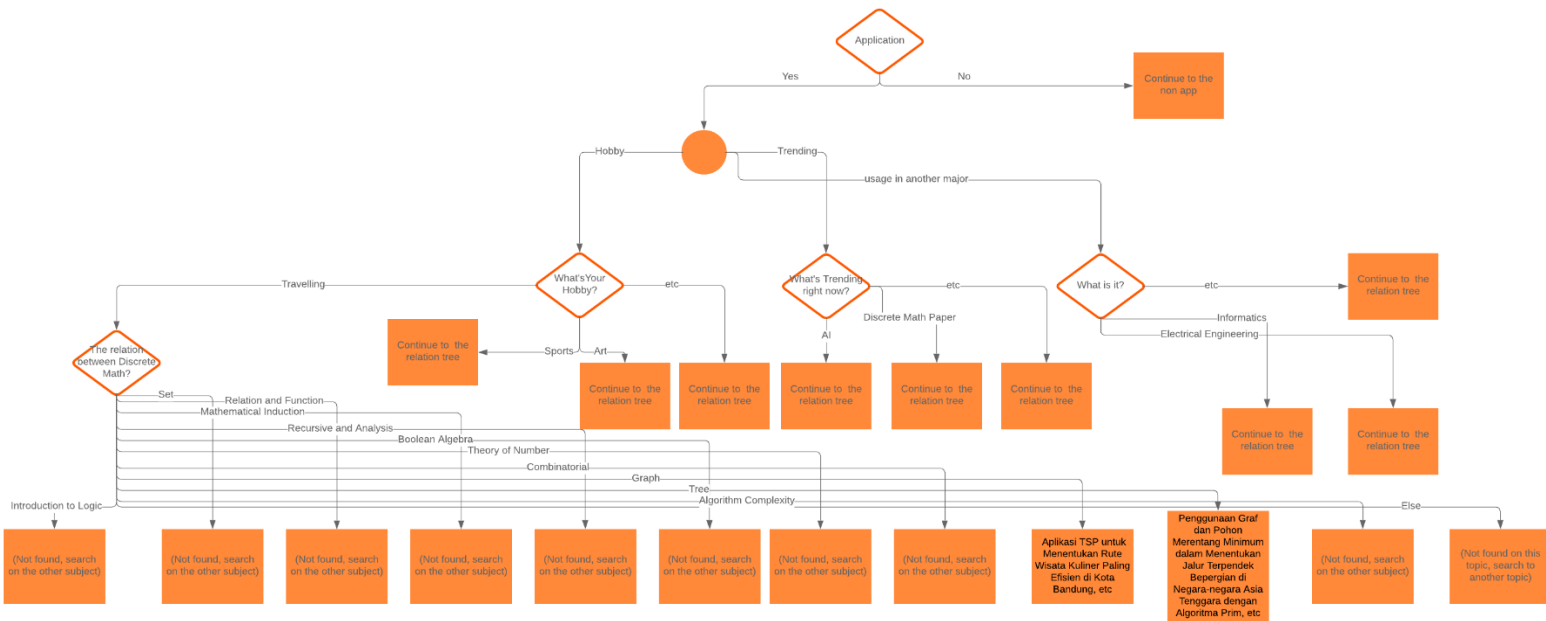 Application
Yes
No
Continue to the
non app
Hobby
Trending
usage in another major
What'sYour
Hobby?
What's Trending
right now?
What is it?
Travelling
etc
etc
etc
Continue to the
relation tree
Discrete Math Paper
Informatics
AI
Electrical Engineering
The relation
between Discrete
Math?
Continue to the
relation tree
Sports
Art
Continue to the
relation tree
Continue to the
relation tree
Continue to the
relation tree
Continue to the
relation tree
Continue to the
relation tree
Continue to the
relation tree
Continue to the
relation tree
Set
Relation and Function
Mathematical Induction
Recursive and Analysis
Boolean Algebra
Theory of Number
Combinatorial
Graph
Tree
Algorithm Complexity
Introduction to Logic
Else
(Not found, search
on the other subject)
(Not found, search
on the other subject)
(Not found, search
on the other subject)
(Not found, search
on the other subject)
(Not found, search
on the other subject)
(Not found, search
on the other subject)
(Not found, search
on the other subject)
(Not found, search
on the other subject)
Aplikasi TSP untuk
Menentukan Rute
Wisata Kuliner Paling
Efisien di Kota
Bandung, etc
Penggunaan Graf
dan Pohon
Merentang Minimum
dalam Menentukan
Jalur Terpendek
Bepergian di
Negara-negara Asia
Tenggara dengan
Algoritma Prim, etc
(Not found, search
on the other subject)
(Not found on this
topic, search to
another topic)